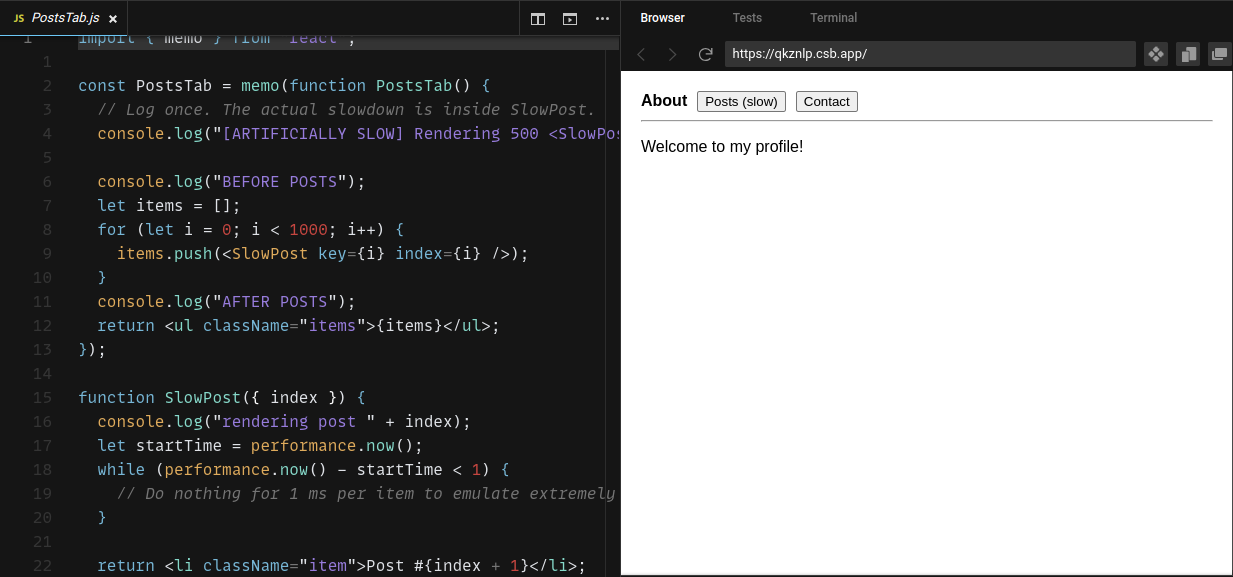 JS PostsTab.js ×
1 import { memo } from "react";
1
2 const PostsTab = memo(function PostsTab() {
3 // Log once. The actual slowdown is inside SlowPost.
4 console.log("[ARTIFICIALLY SLOW] Rendering 500 <SlowPos
5
6 console.log("BEFORE POSTS");
7 let items = [];
8 for (let i = 0; i < 1000; i++) {
9 items.push(<SlowPost key={i} index={i} />);
10 }
11 console.log("AFTER POSTS");
12 return <ul className="items">{items}</ul>;
13 });
14
15 function SlowPost({ index }) {
16 console.log("rendering post " + index);
17 let startTime = performance.now();
18 while (performance.now() - startTime < 1) {
19 // Do nothing for 1 ms per item to emulate extremely
20 }
21
22 return <li className="item">Post #{index + 1}</li>;
Browser Tests Terminal
https://qkznlp.csb.app/
About Posts (slow) Contact
Welcome to my profile!